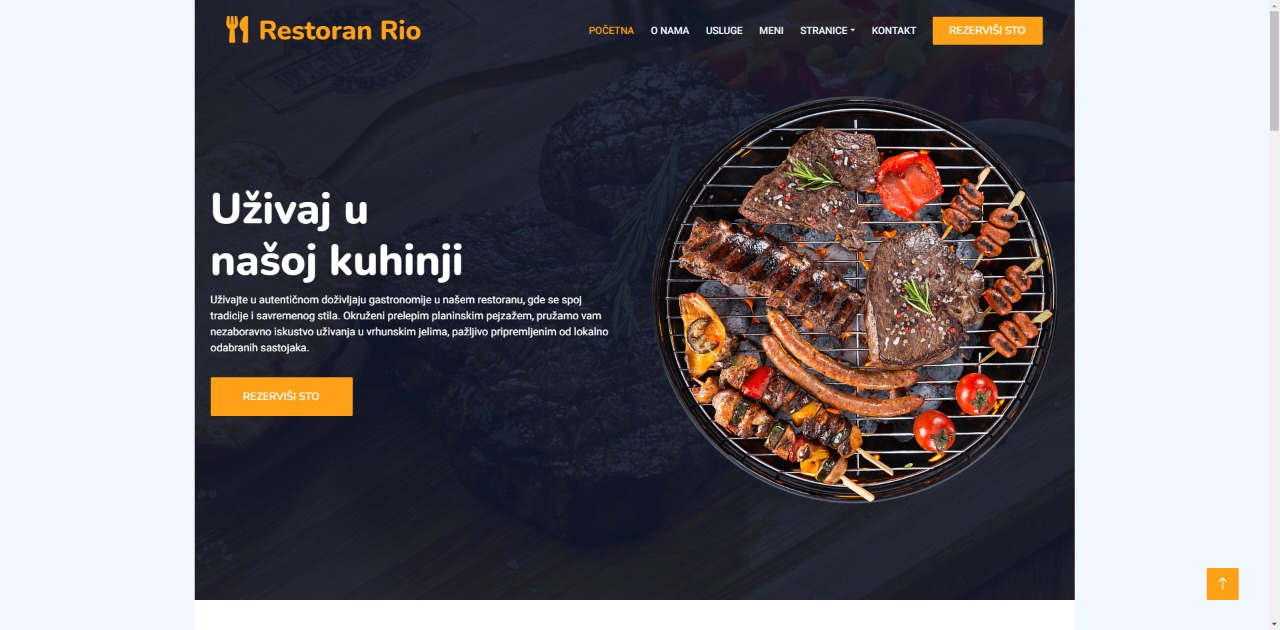 Restoran Rio
POČETNA O NAMA USLUGE MENI STRANICE KONTAKT REZERVIŠI STO
Uživaj u
našoj kuhinji
Uživajte u autentičnom doživljaju gastronomije u našem restoranu, gde se spoj
tradicije i savremenog stila. Okruženi prelepim planinskim pejzažem, pružamo vam
nezaboravno iskustvo uživanja u vrhunskim jelima, pažljivo pripremljenim od lokalno
odabranih sastojaka.
REZERVIŠI STO